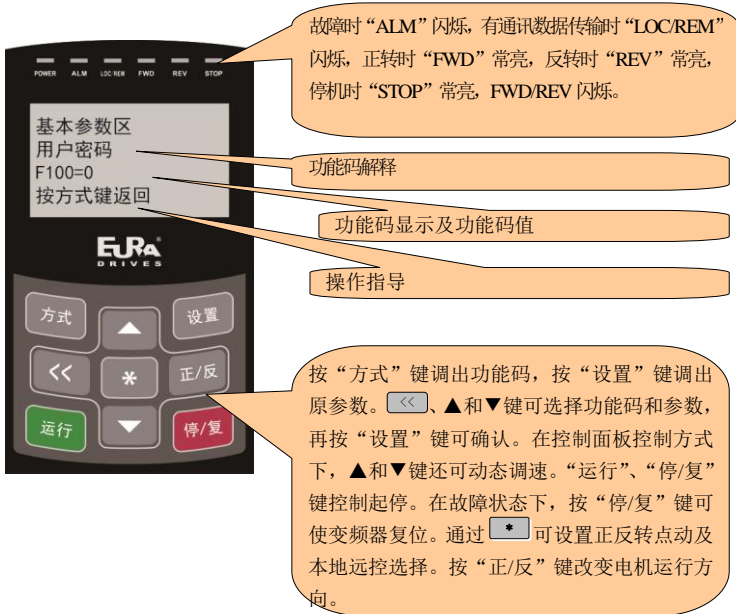 故障时“ALM”闪烁，有通讯数据传输时“LOC/REM”
闪烁，正转时“FWD”常亮，反转时“REV”常亮，
停机时“STOP”常亮，FWD/REV 闪烁。
POWER ALM LOC/REM FWD REV STOP
基本参数区
用户密码
F100=0
按方式键返回
功能码解释
功能码显示及功能码值
操作指导
EURA
DRIVES
方式 ▲ 设置
<< * 正/反
运行 ▼ 停/复
按“方式”键调出功能码，按“设置”键调出
原参数。<<、▲和▼键可选择功能码和参数，
再按“设置”键可确认。在控制面板控制方式
下，▲和▼键还可动态调速。“运行”、“停/复”
键控制起停。在故障状态下，按“停/复”键可
使变频器复位。通过 * 可设置正反转点动及
本地远控选择。按“正/反”键改变电机运行方
向。